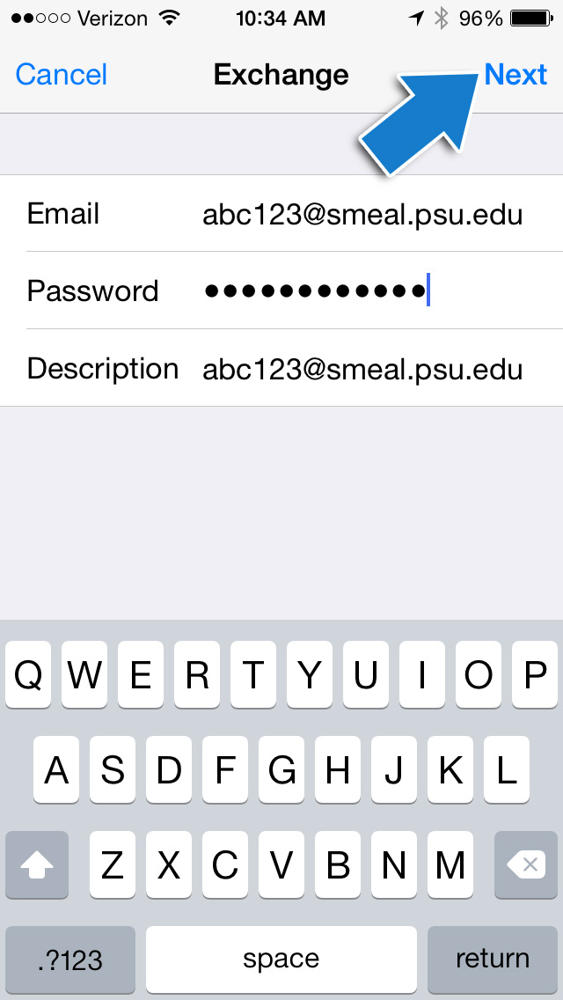 Verizon 10:34 AM 96%
Cancel Exchange Next
Email abc123@smeal.psu.edu
Password ••••••••••••
Description abc123@smeal.psu.edu
Q W E R T Y U I O P
A S D F G H J K L
Z X C V B N M
.?123 space return